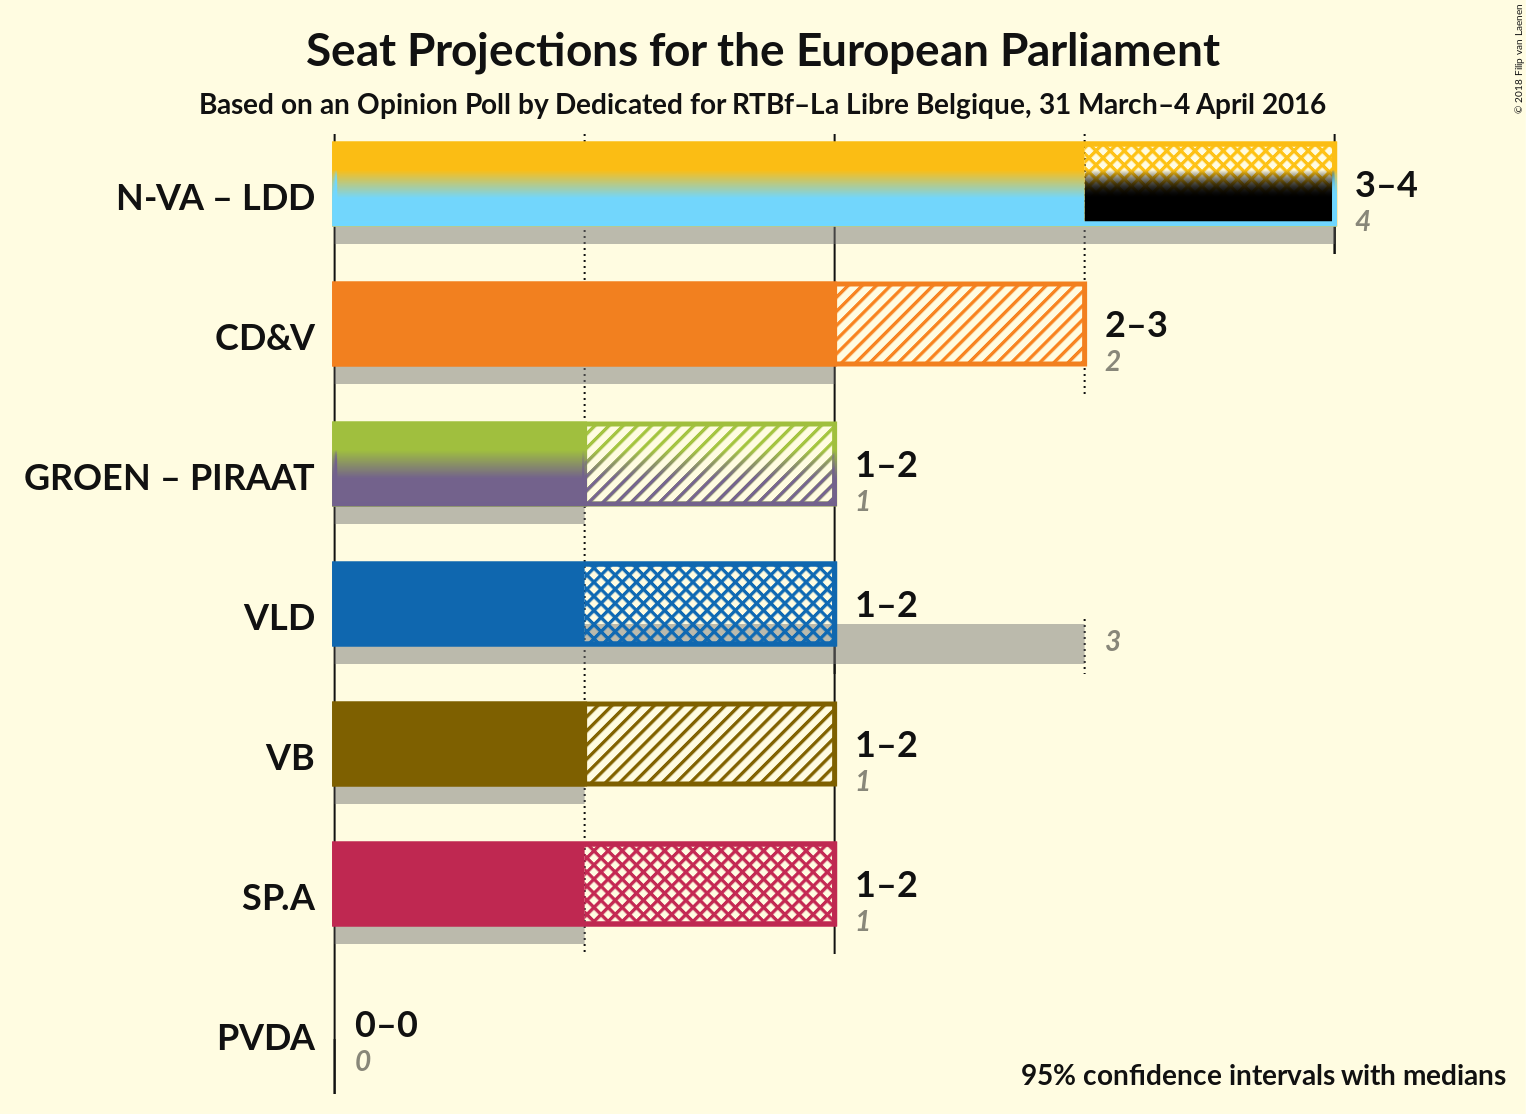 Seat Projections for the European Parliament
Based on an Opinion Poll by Dedicated for RTBf–La Libre Belgique, 31 March–4 April 2016
© 2018 Filip van Laenen
N-VA – LDD
3–4
4
CD&V
2–3
2
GROEN – PIRAAT
1–2
1
VLD
1–2
3
VB
1–2
1
SP.A
1–2
1
PVDA
0–0
0
95% confidence intervals with medians